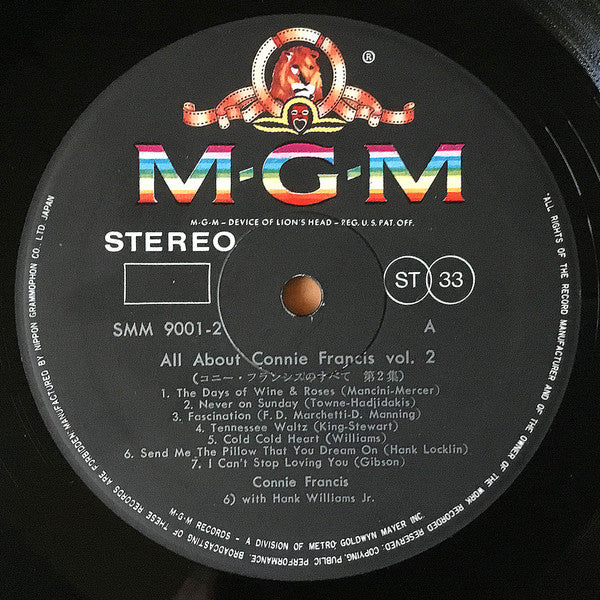 ®
M·G·M
M·G·M – DEVICE OF LION'S HEAD – REG. U.S. PAT. OFF.
STEREO
ST 33
SMM 9001-2
A
All About Connie Francis vol. 2
(コニー・フランシスのすべて 第2集)
1. The Days of Wine & Roses (Mancini-Mercer)
2. Never on Sunday (Towne-Hadjidakis)
3. Fascination (F. D. Marchetti-D. Manning)
4. Tennessee Waltz (King-Stewart)
5. Cold Cold Heart (Williams)
6. Send Me The Pillow That You Dream On (Hank Locklin)
7. I Can't Stop Loving You (Gibson)
Connie Francis
6) with Hank Williams Jr.
M·G·M RECORDS – A DIVISION OF METRO GOLDWYN MAYER INC.
"ALL RIGHTS OF THE RECORD MANUFACTURER AND OF THE OWNER OF THE WORK RECORDED RESERVED. COPYING, PUBLIC PERFORMANCE, BROADCASTING OF THESE RECORDS ARE FORBIDDEN" MANUFACTURED BY NIPPON GRAMMOPHON CO. LTD JAPAN